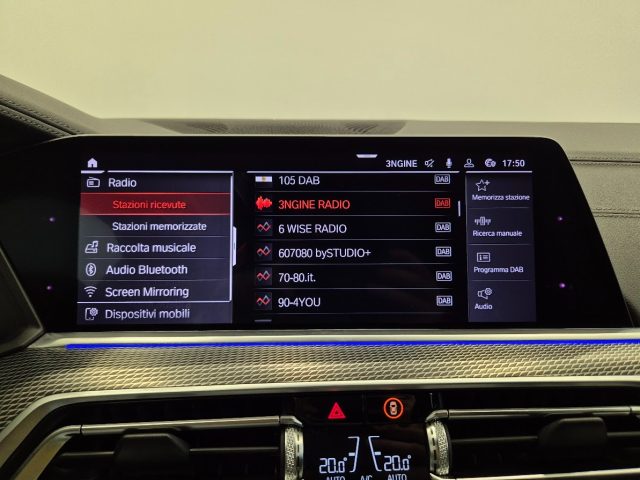 3NGINE 17:50
Radio
Stazioni ricevute
Stazioni memorizzate
Raccolta musicale
Audio Bluetooth
Screen Mirroring
Dispositivi mobili
105 DAB DAB
3NGINE RADIO DAB
6 WISE RADIO DAB
607080 bySTUDIO+ DAB
70-80.it. DAB
90-4YOU DAB
Memorizza stazione
Ricerca manuale
Programma DAB
Audio
20.0° 20.0°
AUTO A/C AUTO